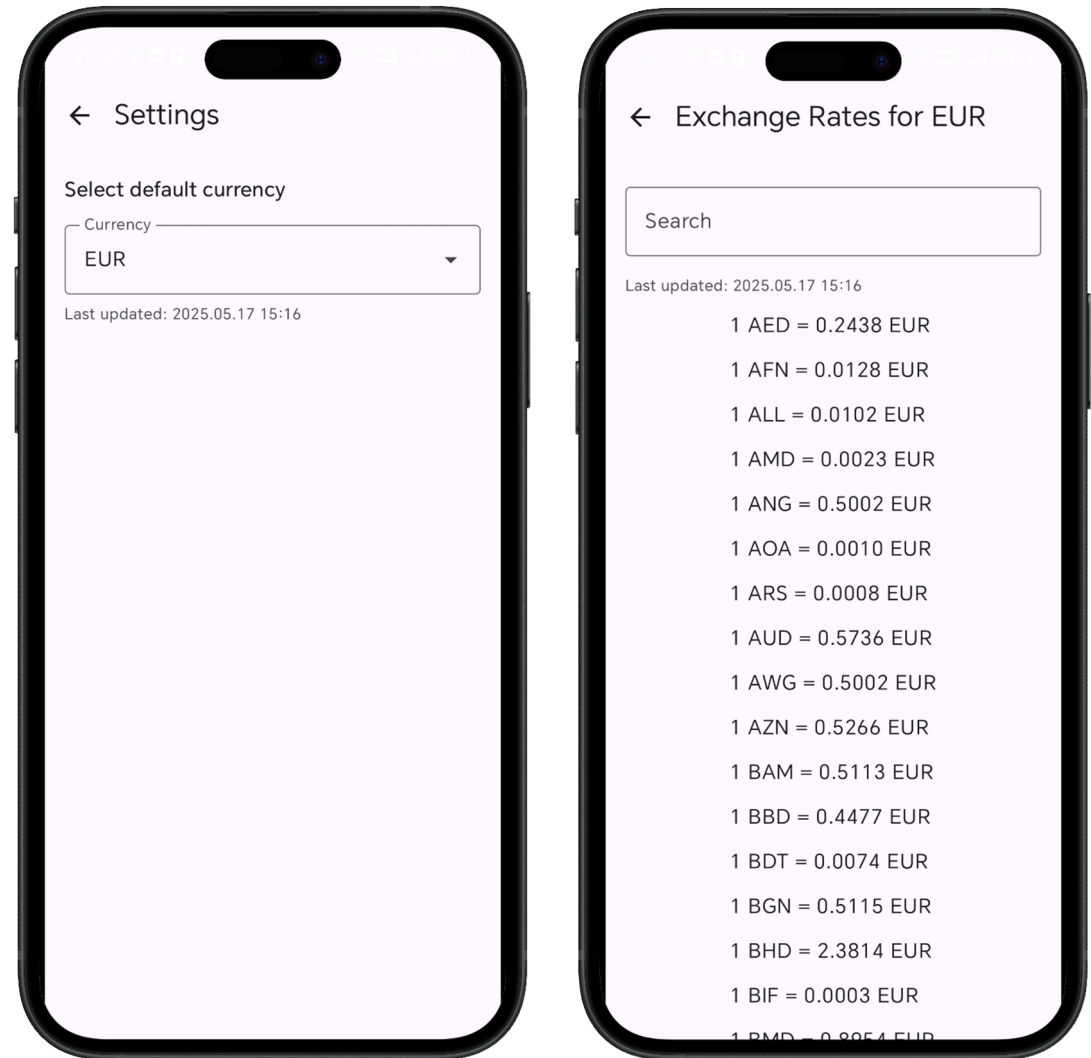 Settings
Select default currency
Currency
EUR
Last updated: 2025.05.17 15:16
Exchange Rates for EUR
Search
Last updated: 2025.05.17 15:16
1 AED = 0.2438 EUR
1 AFN = 0.0128 EUR
1 ALL = 0.0102 EUR
1 AMD = 0.0023 EUR
1 ANG = 0.5002 EUR
1 AOA = 0.0010 EUR
1 ARS = 0.0008 EUR
1 AUD = 0.5736 EUR
1 AWG = 0.5002 EUR
1 AZN = 0.5266 EUR
1 BAM = 0.5113 EUR
1 BBD = 0.4477 EUR
1 BDT = 0.0074 EUR
1 BGN = 0.5115 EUR
1 BHD = 2.3814 EUR
1 BIF = 0.0003 EUR
1 BMD = 0.8954 EUR